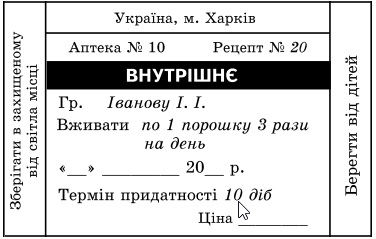 Україна, м. Харків
Аптека № 10 Рецепт № 20
ВНУТРІШНЄ
Гр. Іванову І. І.
Вживати по 1 порошку 3 рази
на день
«__» ________ 20__ р.
Термін придатності 10 діб
Ціна ________
Зберігати в захищеному
від світла місці
Берегти від дітей